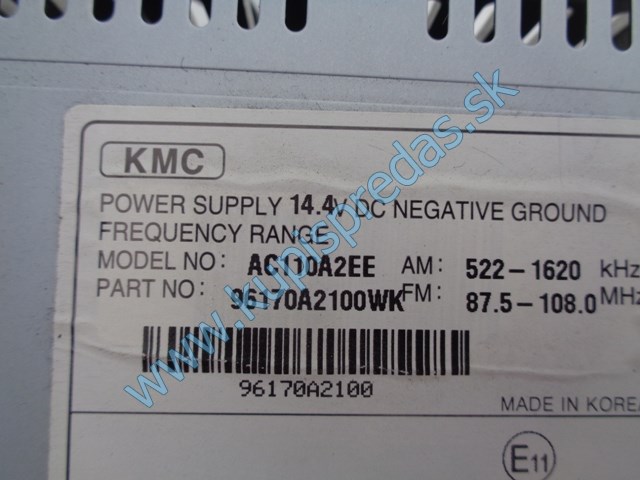 KMC
POWER SUPPLY 14.4V DC NEGATIVE GROUND
FREQUENCY RANGE
MODEL NO: AC110A2EE AM: 522-1620 kHz
PART NO: 96170A2100WK FM: 87.5-108.0 MHz
96170A2100
MADE IN KOREA
E11
www.kupispredas.sk